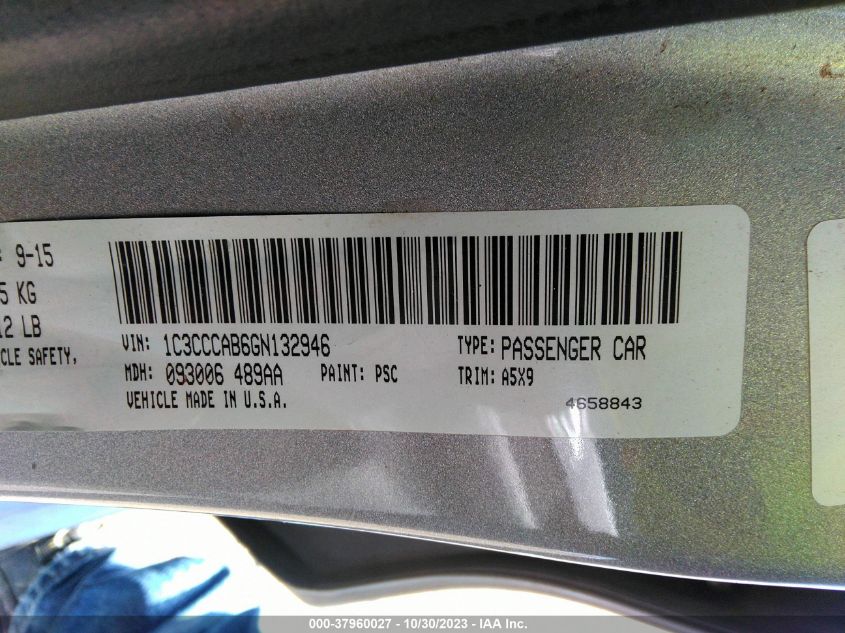 : 9-15
5 KG
12 LB
CLE SAFETY,
VIN: 1C3CCCAB6GN132946 TYPE: PASSENGER CAR
MDH: 093006 489AA PAINT: PSC TRIM: A5X9
VEHICLE MADE IN U.S.A. 4658843
000-37960027 - 10/30/2023 - IAA Inc.